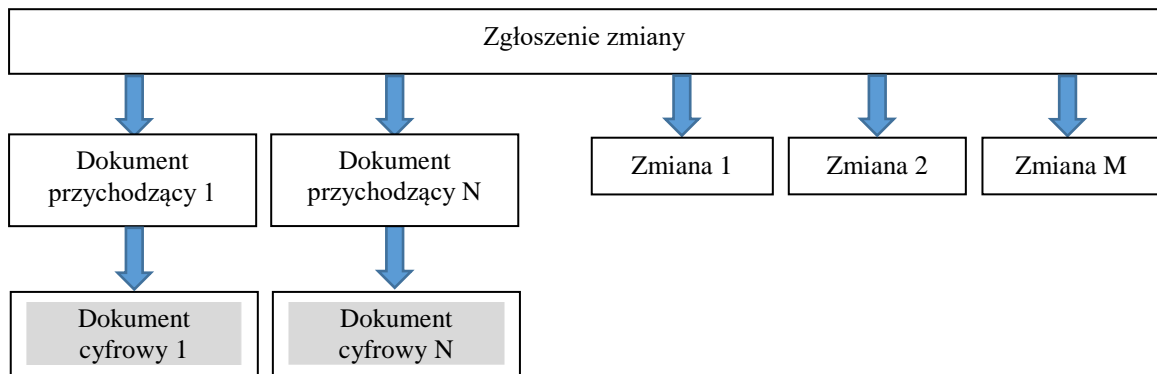 Zgłoszenie zmiany
Dokument
przychodzący 1
Dokument
przychodzący N
Zmiana 1
Zmiana 2
Zmiana M
Dokument
cyfrowy 1
Dokument
cyfrowy N